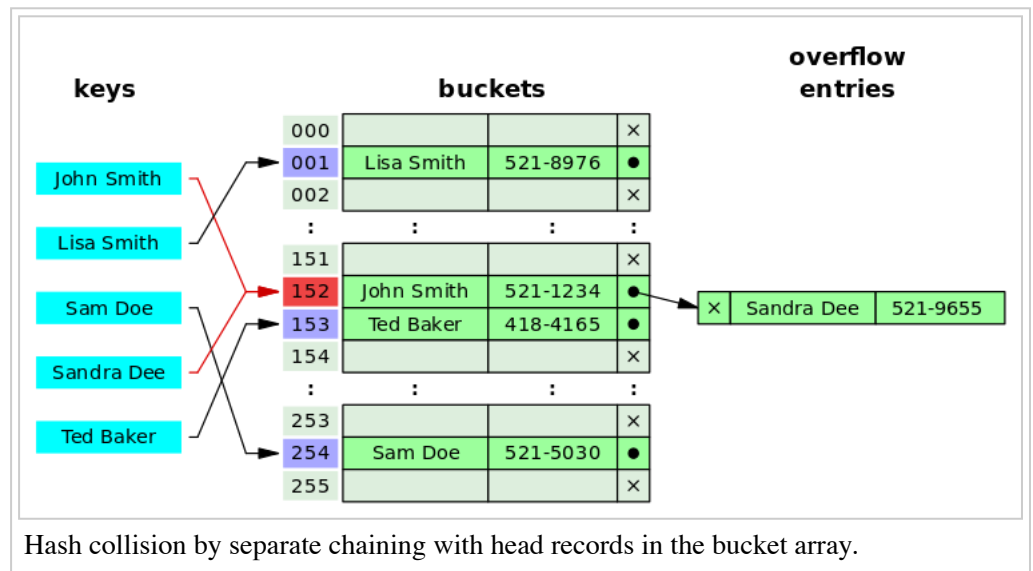 keys
buckets
overflow
entries
John Smith
Lisa Smith
Sam Doe
Sandra Dee
Ted Baker
000 ×
001 Lisa Smith 521-8976 ●
002 ×
: : : :
151 ×
152 John Smith 521-1234 ●
153 Ted Baker 418-4165 ●
154 ×
: : : :
253 ×
254 Sam Doe 521-5030 ●
255 ×
× Sandra Dee 521-9655
Hash collision by separate chaining with head records in the bucket array.